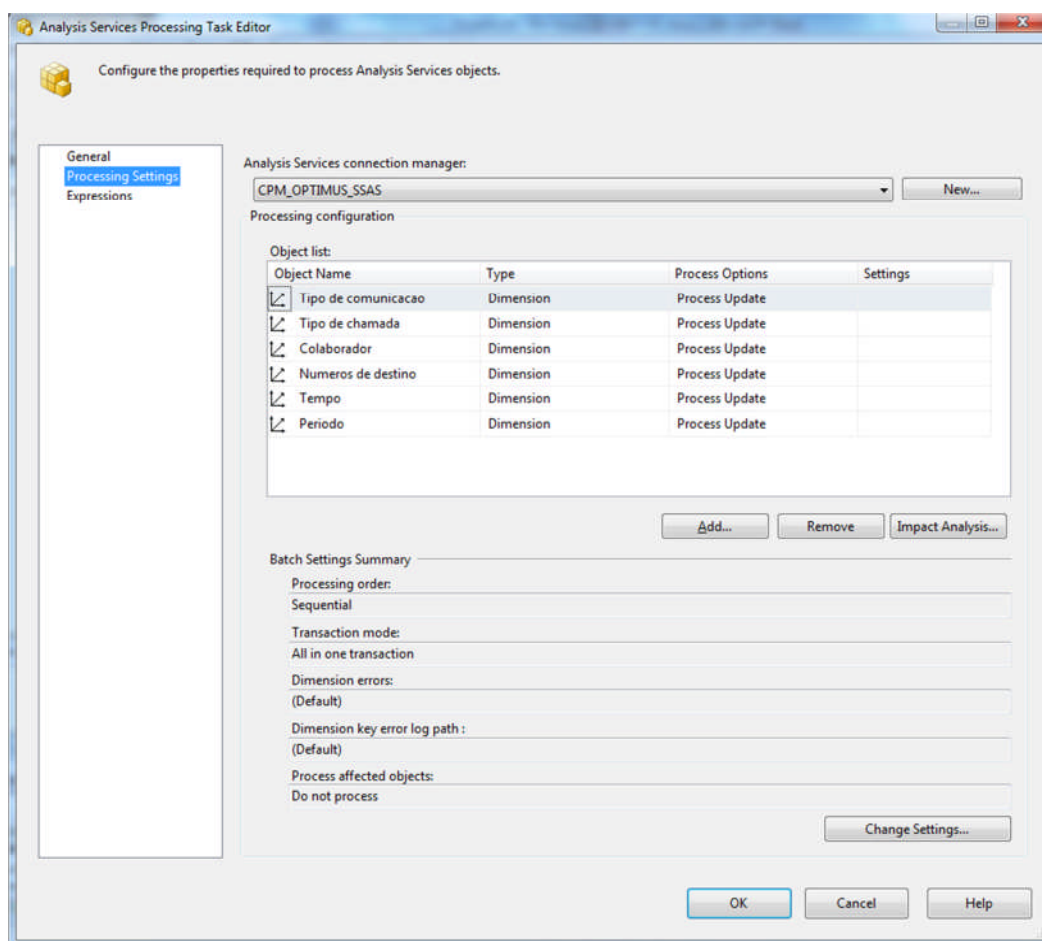 Analysis Services Processing Task Editor
Configure the properties required to process Analysis Services objects.
General
Processing Settings
Expressions
Analysis Services connection manager:
CPM_OPTIMUS_SSAS
New...
Processing configuration
Object list:
Object Name Type Process Options Settings
Tipo de comunicacao Dimension Process Update
Tipo de chamada Dimension Process Update
Colaborador Dimension Process Update
Numeros de destino Dimension Process Update
Tempo Dimension Process Update
Periodo Dimension Process Update
Add... Remove Impact Analysis...
Batch Settings Summary
Processing order:
Sequential
Transaction mode:
All in one transaction
Dimension errors:
(Default)
Dimension key error log path :
(Default)
Process affected objects:
Do not process
Change Settings...
OK Cancel Help